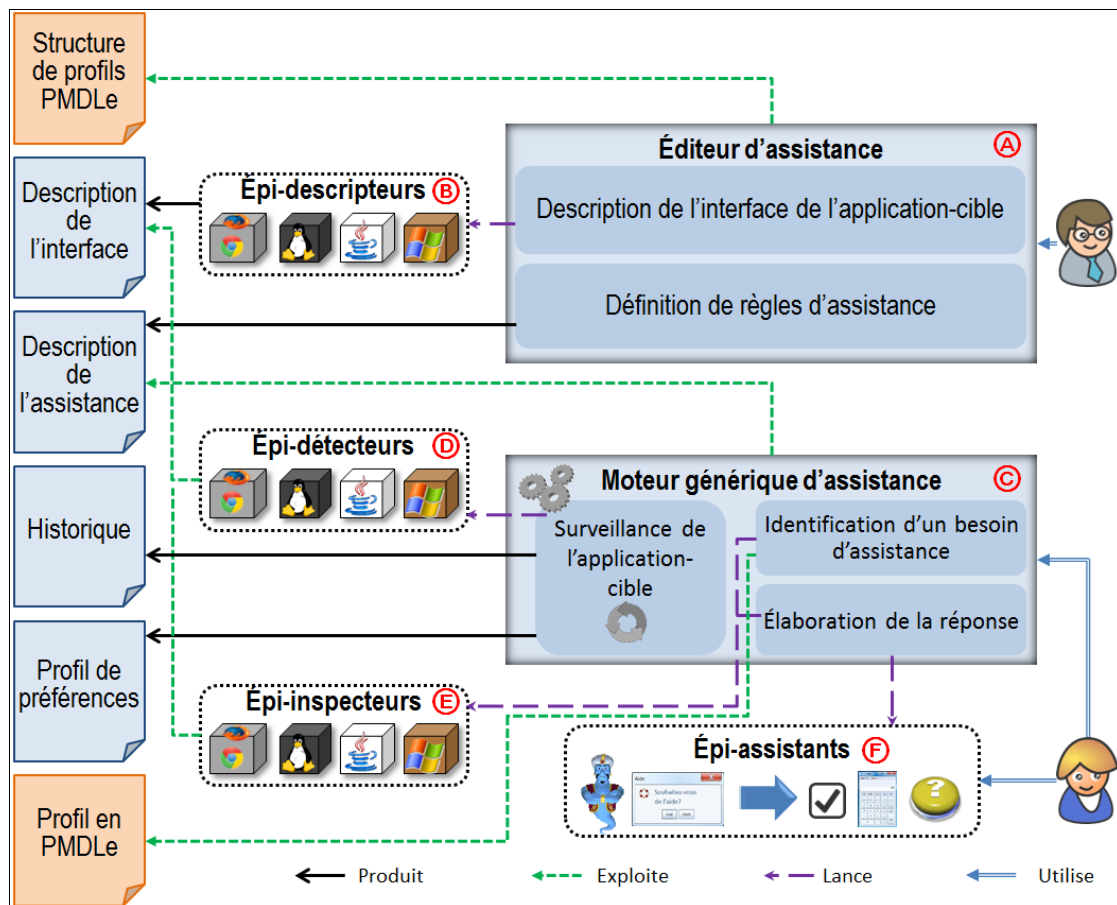 Structure
de profils
PMDLe
Description
de
l'interface
Description
de
l'assistance
Historique
Profil de
préférences
Profil en
PMDLe
Éditeur d'assistance
A
Description de l'interface de l'application-cible
Définition de règles d'assistance
Épi-descripteurs B
Épi-détecteurs D
Moteur générique d'assistance
C
Surveillance de
l'application-
cible
Identification d'un besoin
d'assistance
Élaboration de la réponse
Épi-inspecteurs E
Épi-assistants F
Aide
Souhaitez-vous
de l'aide?
?
Produit
Exploite
Lance
Utilise